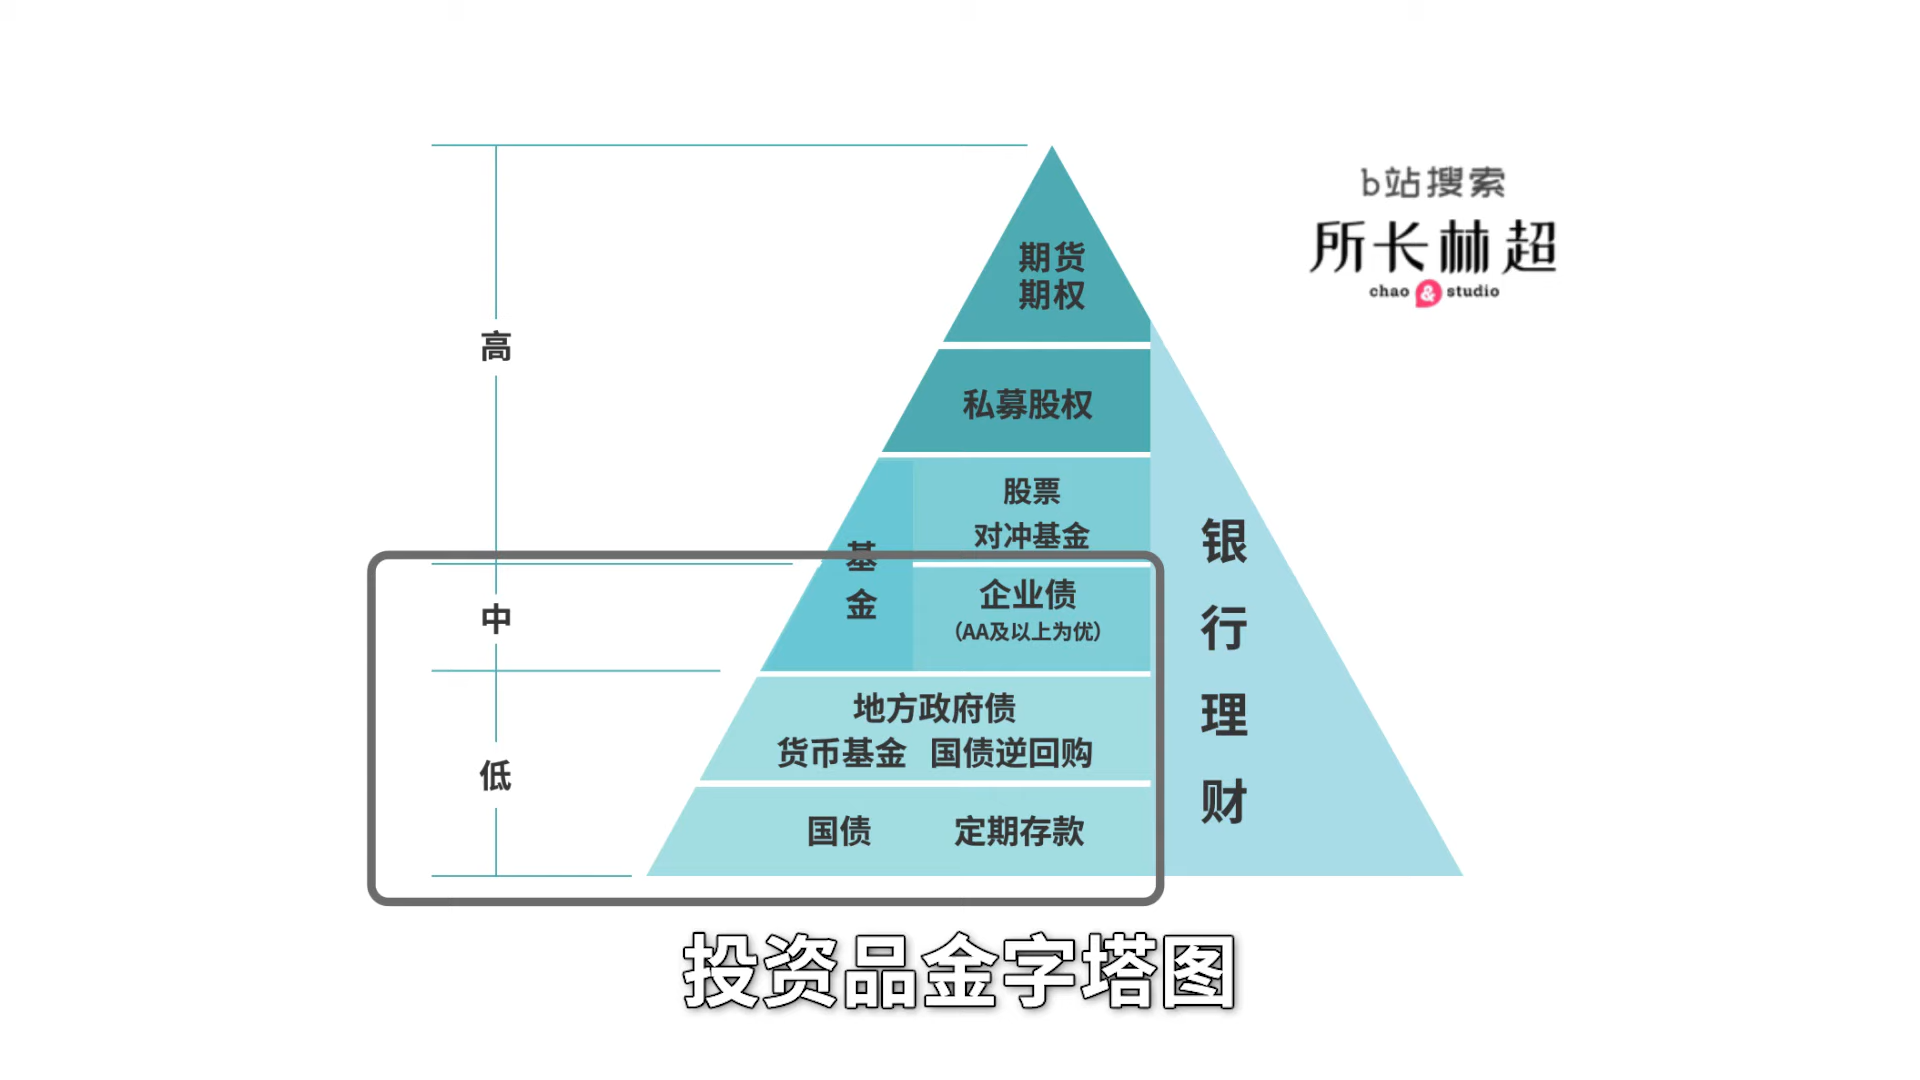 b站搜索
所长林超
chao & studio
高
中
低
期货
期权
私募股权
股票
对冲基金
基
金
企业债
(AA及以上为优)
地方政府债
货币基金 国债逆回购
国债 定期存款
银
行
理
财
投资品金字塔图